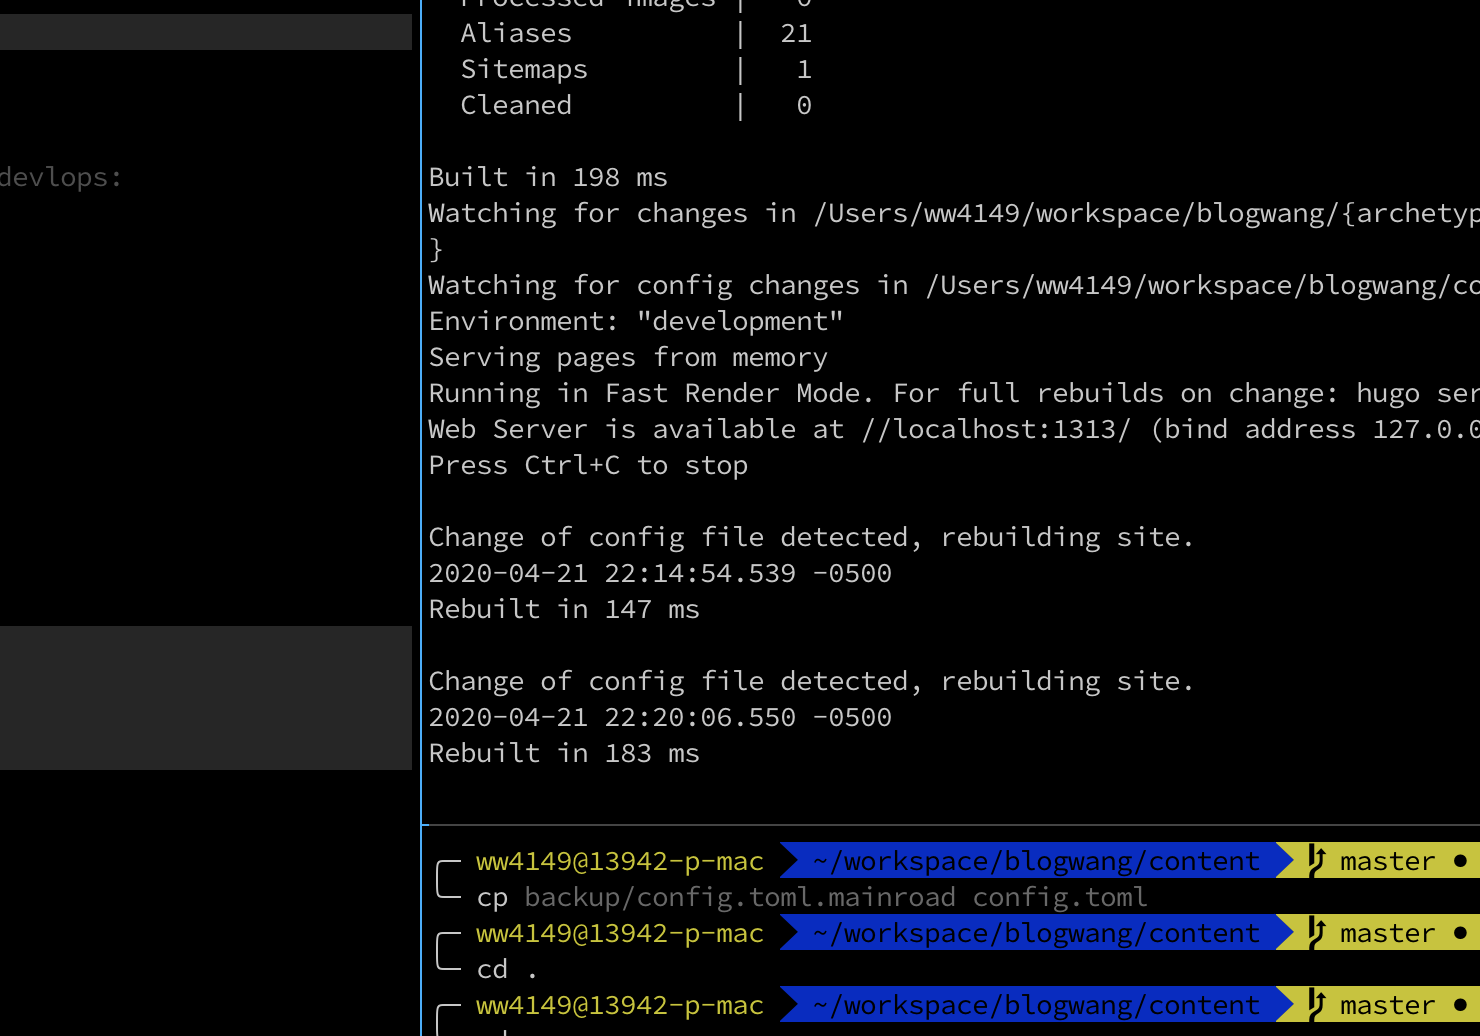 Processed images |   0
Aliases          |  21
Sitemaps         |   1
Cleaned          |   0
devlops:
Built in 198 ms
Watching for changes in /Users/ww4149/workspace/blogwang/{archetyp
}
Watching for config changes in /Users/ww4149/workspace/blogwang/co
Environment: "development"
Serving pages from memory
Running in Fast Render Mode. For full rebuilds on change: hugo ser
Web Server is available at //localhost:1313/ (bind address 127.0.0
Press Ctrl+C to stop
Change of config file detected, rebuilding site.
2020-04-21 22:14:54.539 -0500
Rebuilt in 147 ms
Change of config file detected, rebuilding site.
2020-04-21 22:20:06.550 -0500
Rebuilt in 183 ms
ww4149@13942-p-mac ~/workspace/blogwang/content master ●
cp backup/config.toml.mainroad config.toml
ww4149@13942-p-mac ~/workspace/blogwang/content master ●
cd .
ww4149@13942-p-mac ~/workspace/blogwang/content master ●